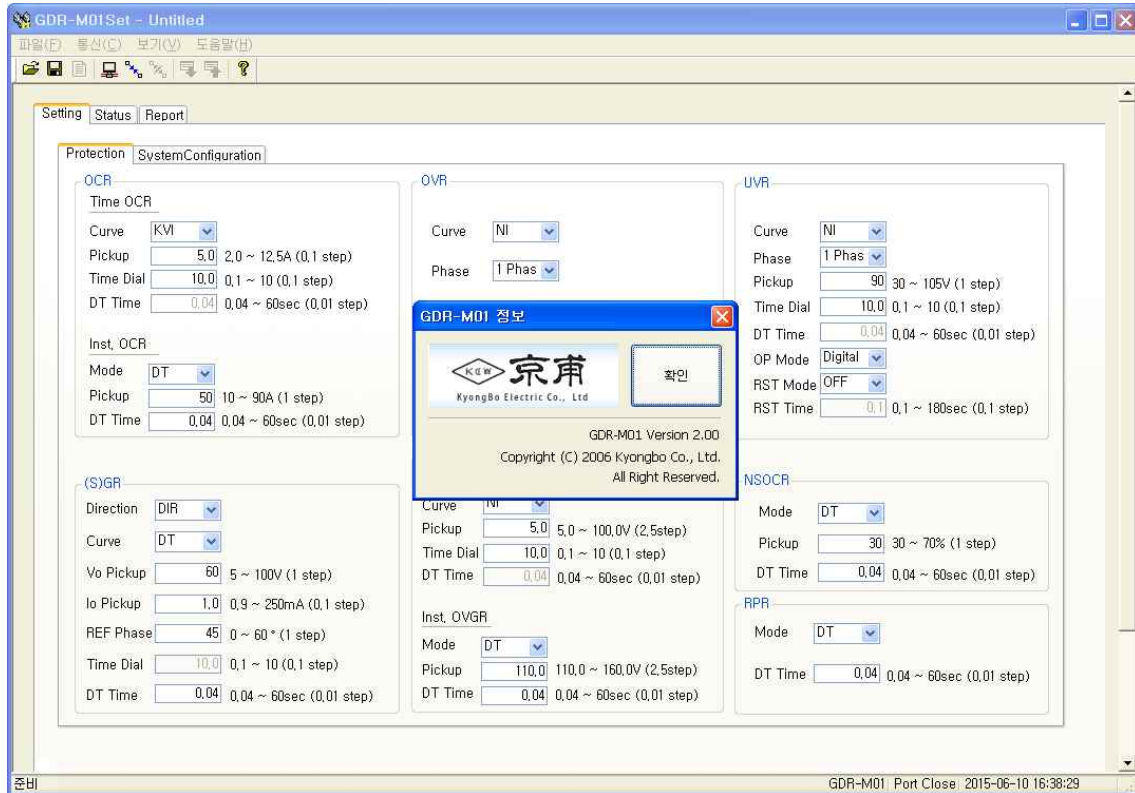 GDR-M01Set - Untitled
파일(F) 통신(C) 보기(V) 도움말(H)
Setting Status Report
Protection SystemConfiguration
OCR
Time OCR
Curve KVI
Pickup 5,0 2,0 ~ 12,5A (0,1 step)
Time Dial 10,0 0,1 ~ 10 (0,1 step)
DT Time 0,04 0,04 ~ 60sec (0,01 step)
Inst, OCR
Mode DT
Pickup 50 10 ~ 90A (1 step)
DT Time 0,04 0,04 ~ 60sec (0,01 step)
OVR
Curve NI
Phase 1 Phas
UVR
Curve NI
Phase 1 Phas
Pickup 90 30 ~ 105V (1 step)
Time Dial 10,0 0,1 ~ 10 (0,1 step)
DT Time 0,04 0,04 ~ 60sec (0,01 step)
OP Mode Digital
RST Mode OFF
RST Time 0,1 0,1 ~ 180sec (0,1 step)
GDR-M01 정보
京甫
KyongBo Electric Co., Ltd
확인
GDR-M01 Version 2.00
Copyright (C) 2006 Kyongbo Co., Ltd.
All Right Reserved.
(S)GR
Direction DIR
Curve DT
Vo Pickup 60 5 ~ 100V (1 step)
Io Pickup 1,0 0,9 ~ 250mA (0,1 step)
REF Phase 45 0 ~ 60 ° (1 step)
Time Dial 10,0 0,1 ~ 10 (0,1 step)
DT Time 0,04 0,04 ~ 60sec (0,01 step)
Curve NI
Pickup 5,0 5,0 ~ 100,0V (2,5step)
Time Dial 10,0 0,1 ~ 10 (0,1 step)
DT Time 0,04 0,04 ~ 60sec (0,01 step)
Inst, OVGR
Mode DT
Pickup 110,0 110,0 ~ 160,0V (2,5step)
DT Time 0,04 0,04 ~ 60sec (0,01 step)
NSOCR
Mode DT
Pickup 30 30 ~ 70% (1 step)
DT Time 0,04 0,04 ~ 60sec (0,01 step)
RPR
Mode DT
DT Time 0,04 0,04 ~ 60sec (0,01 step)
준비
GDR-M01 Port Close 2015-06-10 16:38:29